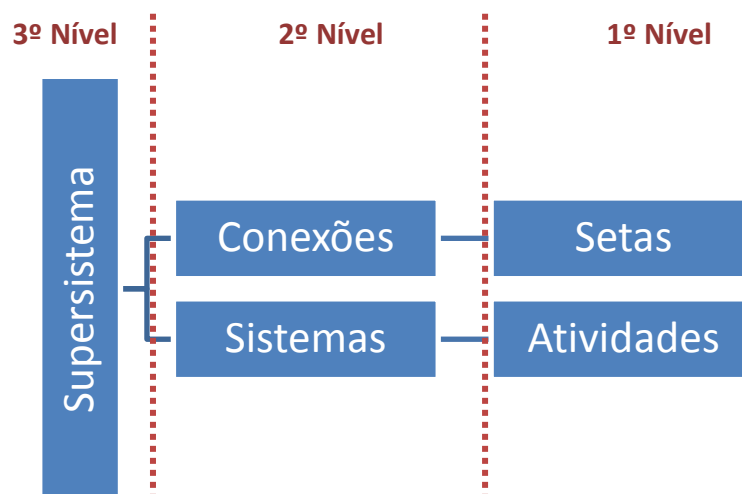 3º Nível
2º Nível
1º Nível
Supersistema
Conexões
Setas
Sistemas
Atividades